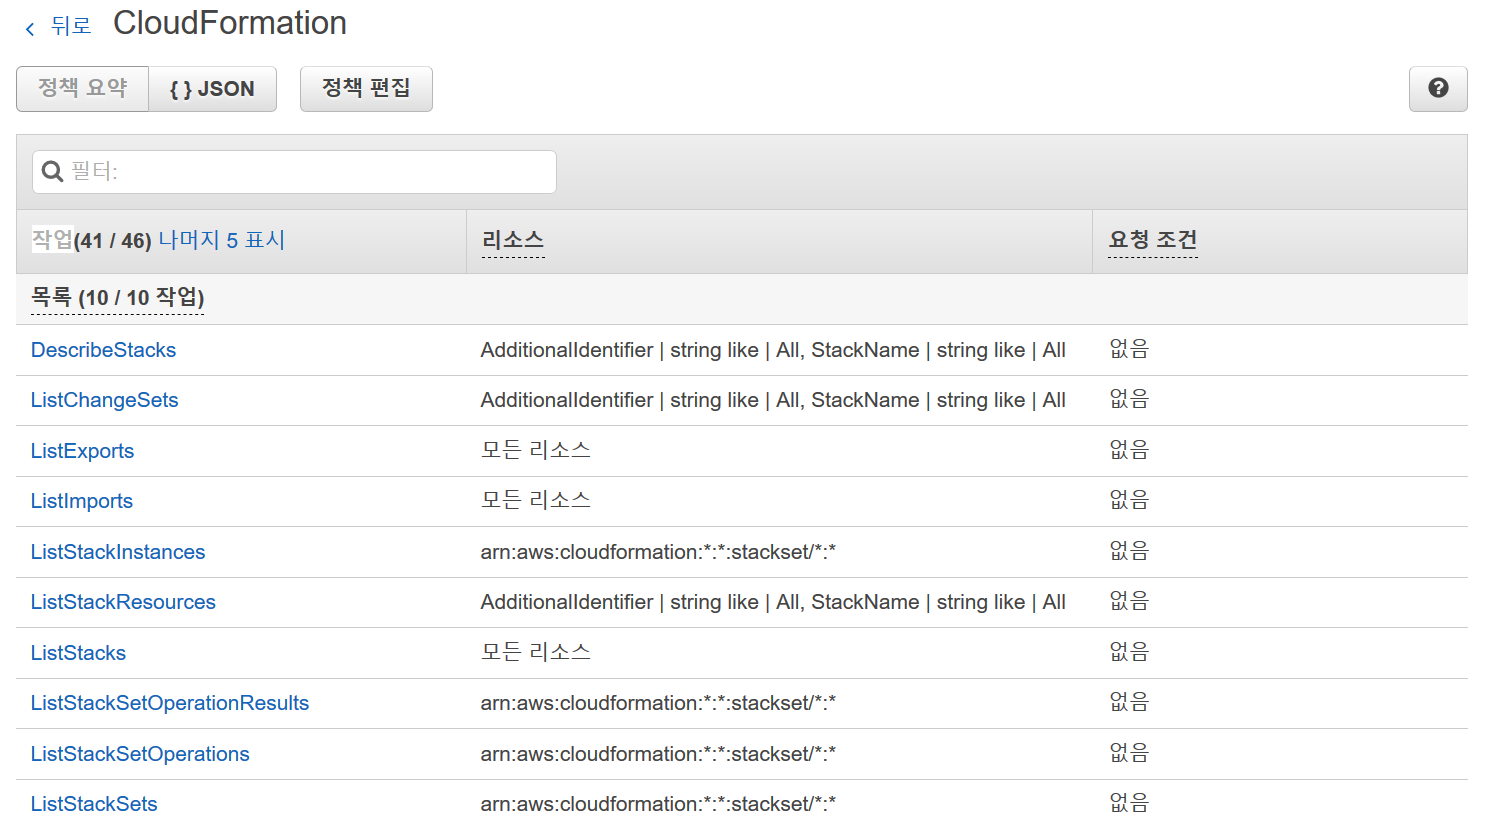 뒤로 CloudFormation
정책 요약 { } JSON 정책 편집 ?
필터:
작업(41 / 46) 나머지 5 표시 리소스 요청 조건
목록 (10 / 10 작업)
DescribeStacks AdditionalIdentifier | string like | All, StackName | string like | All 없음
ListChangeSets AdditionalIdentifier | string like | All, StackName | string like | All 없음
ListExports 모든 리소스 없음
ListImports 모든 리소스 없음
ListStackInstances arn:aws:cloudformation:*:*:stackset/*:* 없음
ListStackResources AdditionalIdentifier | string like | All, StackName | string like | All 없음
ListStacks 모든 리소스 없음
ListStackSetOperationResults arn:aws:cloudformation:*:*:stackset/*:* 없음
ListStackSetOperations arn:aws:cloudformation:*:*:stackset/*:* 없음
ListStackSets arn:aws:cloudformation:*:*:stackset/*:* 없음